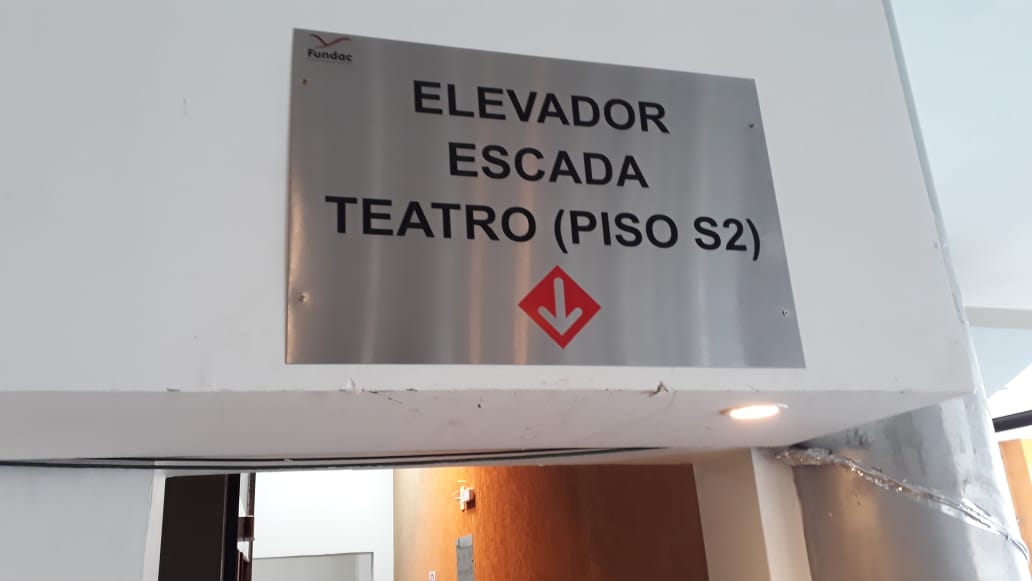 Fundac
ELEVADOR
ESCADA
TEATRO (PISO S2)